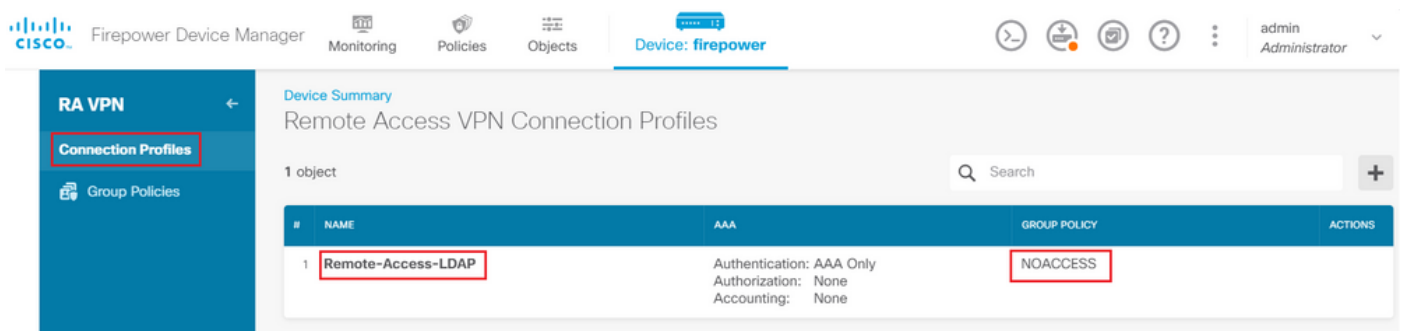 CISCO
Firepower Device Manager
Monitoring
Policies
Objects
Device: firepower
admin
Administrator
RA VPN
Connection Profiles
Group Policies
Device Summary
Remote Access VPN Connection Profiles
1 object
Search
# NAME AAA GROUP POLICY ACTIONS
1 Remote-Access-LDAP Authentication: AAA Only NOACCESS
Authorization: None
Accounting: None